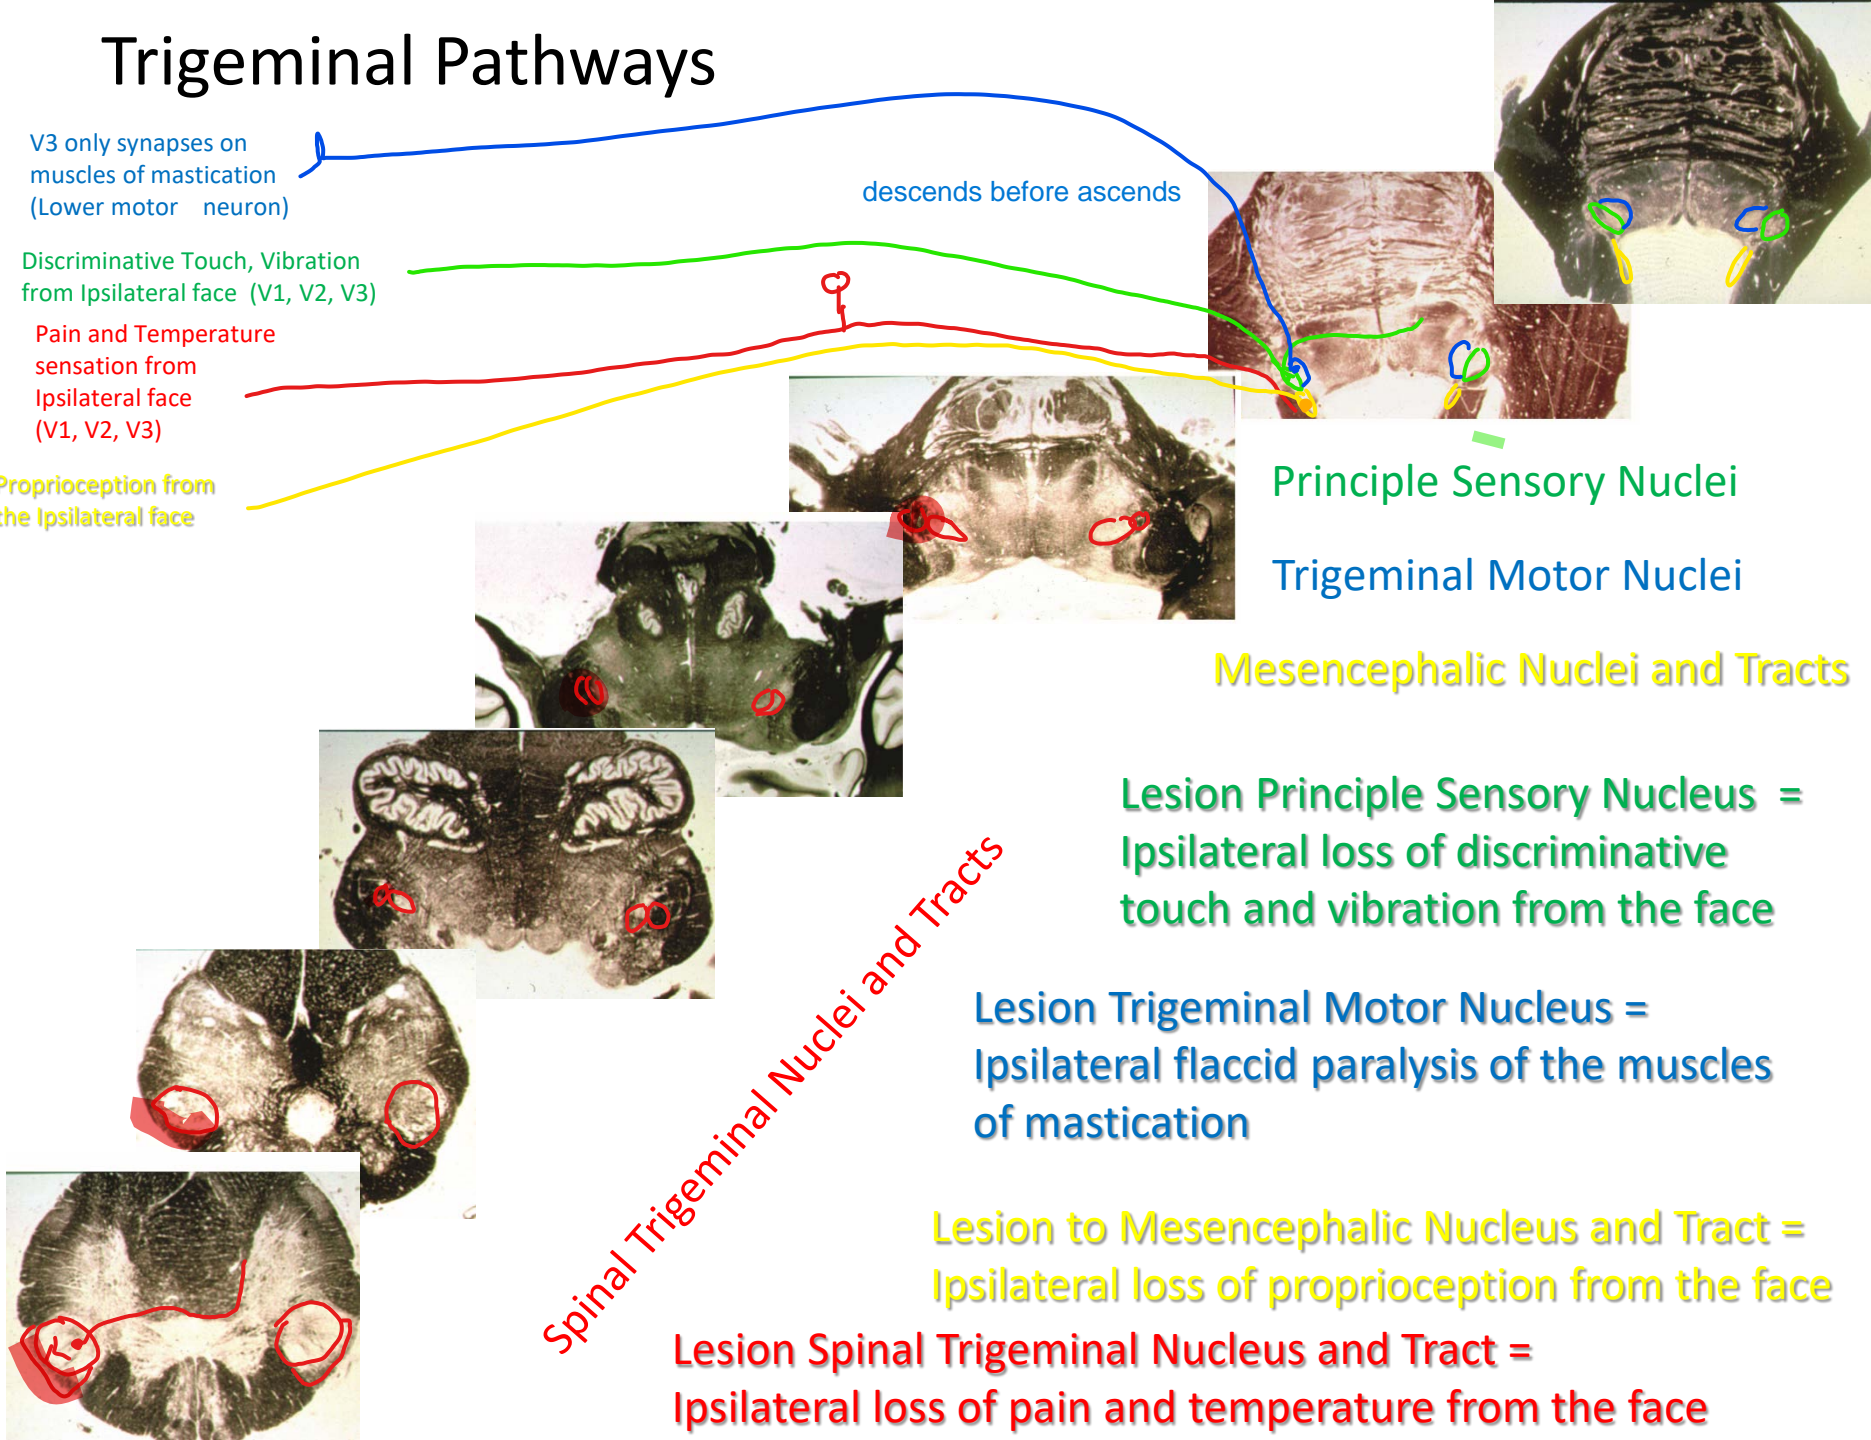 Trigeminal Pathways
V3 only synapses on
muscles of mastication
(Lower motor neuron)
descends before ascends
Discriminative Touch, Vibration
from Ipsilateral face (V1, V2, V3)
Pain and Temperature
sensation from
Ipsilateral face
(V1, V2, V3)
Proprioception from
the Ipsilateral face
Principle Sensory Nuclei
Trigeminal Motor Nuclei
Mesencephalic Nuclei and Tracts
Spinal Trigeminal Nuclei and Tracts
Lesion Principle Sensory Nucleus =
Ipsilateral loss of discriminative
touch and vibration from the face
Lesion Trigeminal Motor Nucleus =
Ipsilateral flaccid paralysis of the muscles
of mastication
Lesion to Mesencephalic Nucleus and Tract =
Ipsilateral loss of proprioception from the face
Lesion Spinal Trigeminal Nucleus and Tract =
Ipsilateral loss of pain and temperature from the face